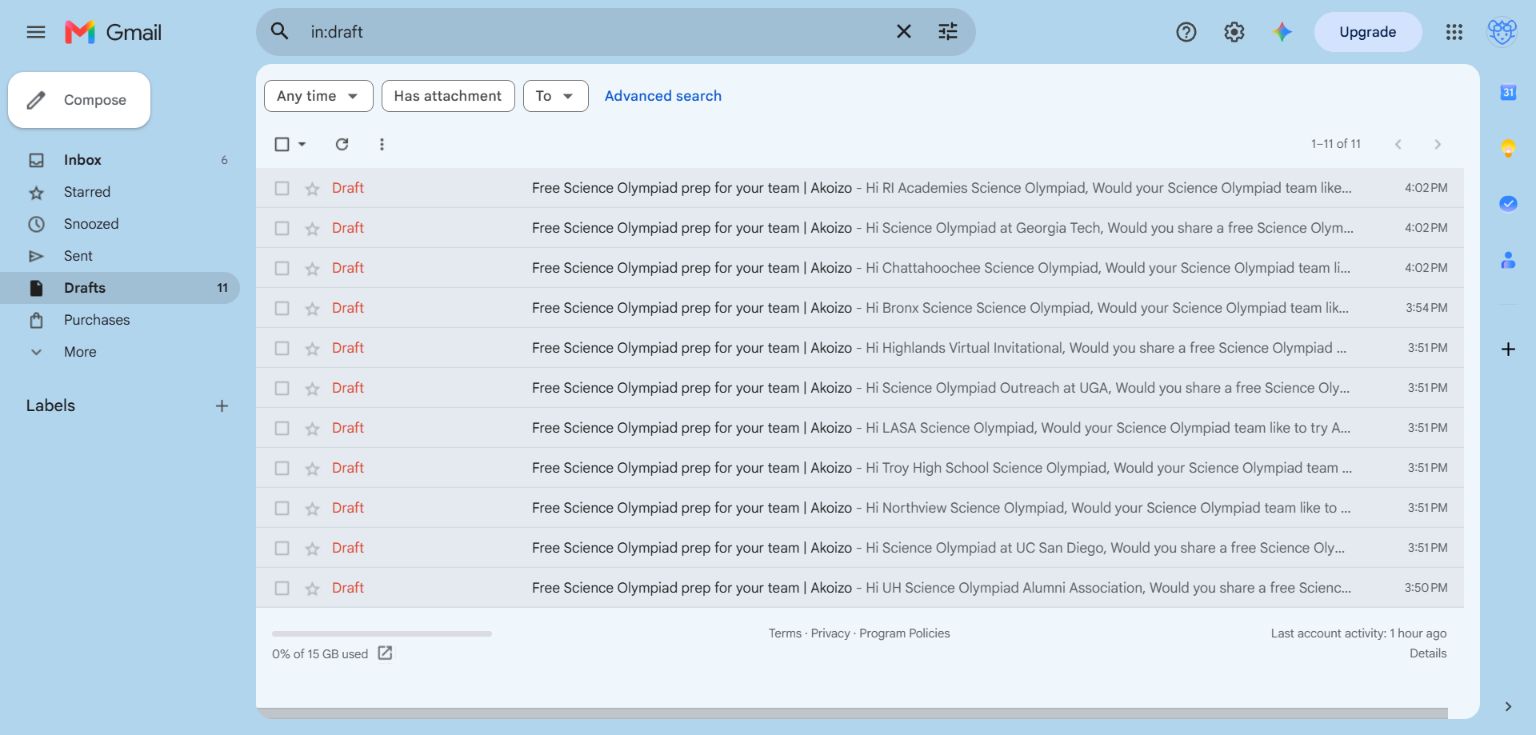 Gmail
in:draft
Upgrade
Compose
Inbox 6
Starred
Snoozed
Sent
Drafts 11
Purchases
More
Labels
Any time Has attachment To Advanced search
1–11 of 11
Draft Free Science Olympiad prep for your team | Akoizo - Hi RI Academies Science Olympiad, Would your Science Olympiad team like... 4:02 PM
Draft Free Science Olympiad prep for your team | Akoizo - Hi Science Olympiad at Georgia Tech, Would you share a free Science Olym... 4:02 PM
Draft Free Science Olympiad prep for your team | Akoizo - Hi Chattahoochee Science Olympiad, Would your Science Olympiad team li... 4:02 PM
Draft Free Science Olympiad prep for your team | Akoizo - Hi Bronx Science Science Olympiad, Would your Science Olympiad team lik... 3:54 PM
Draft Free Science Olympiad prep for your team | Akoizo - Hi Highlands Virtual Invitational, Would you share a free Science Olympiad ... 3:51 PM
Draft Free Science Olympiad prep for your team | Akoizo - Hi Science Olympiad Outreach at UGA, Would you share a free Science Oly... 3:51 PM
Draft Free Science Olympiad prep for your team | Akoizo - Hi LASA Science Olympiad, Would your Science Olympiad team like to try A... 3:51 PM
Draft Free Science Olympiad prep for your team | Akoizo - Hi Troy High School Science Olympiad, Would your Science Olympiad team ... 3:51 PM
Draft Free Science Olympiad prep for your team | Akoizo - Hi Northview Science Olympiad, Would your Science Olympiad team like to ... 3:51 PM
Draft Free Science Olympiad prep for your team | Akoizo - Hi Science Olympiad at UC San Diego, Would you share a free Science Oly... 3:51 PM
Draft Free Science Olympiad prep for your team | Akoizo - Hi UH Science Olympiad Alumni Association, Would you share a free Scienc... 3:50 PM
0% of 15 GB used
Terms · Privacy · Program Policies
Last account activity: 1 hour ago
Details
31